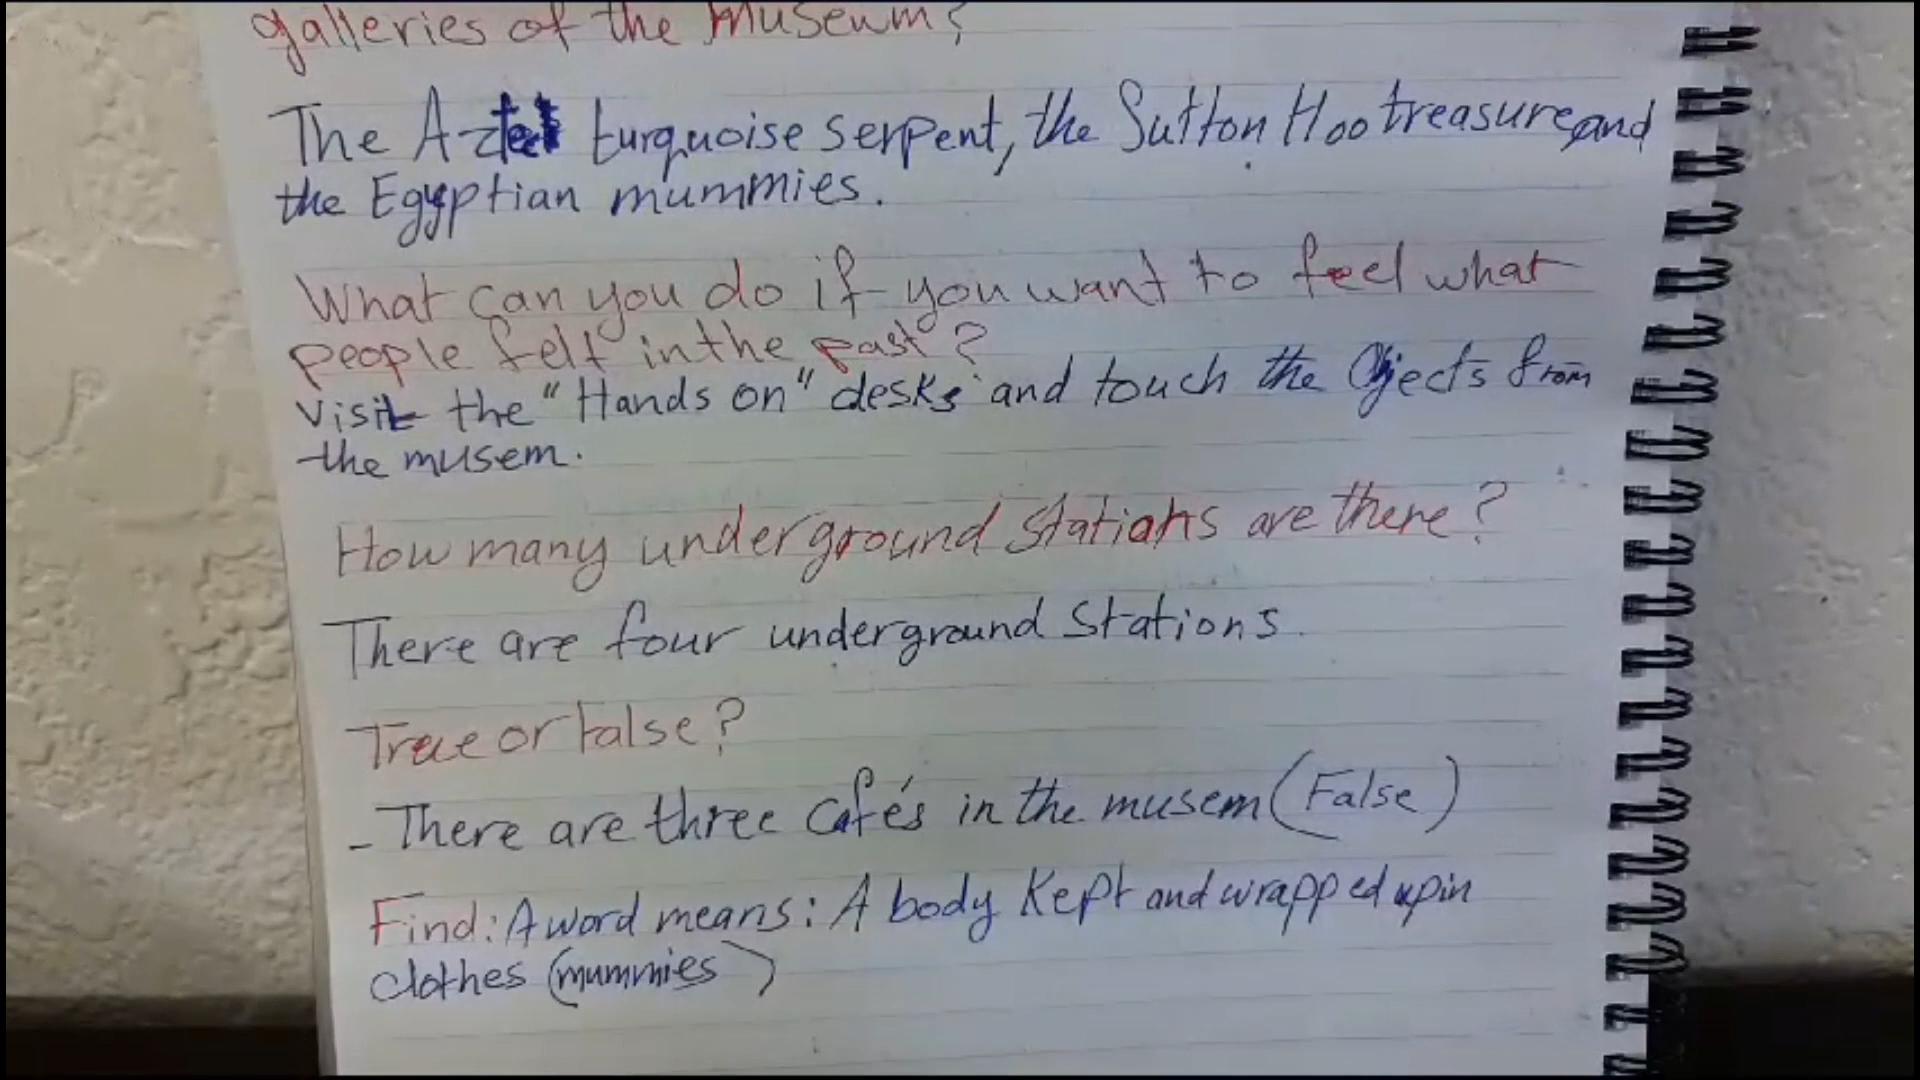 galleries of the museum?
The Aztet turquoise serpent, the Sutton Hoo treasure and
the Egyptian mummies.
What can you do if you want to feel what
people felt in the past?
Visit the "Hands on" desks and touch the Ojects from
the musem.
How many underground stations are there?
There are four underground stations.
True or false?
- There are three cafés in the musem (False)
Find: A word means: A body kept and wrapped up in
clothes (mummies)